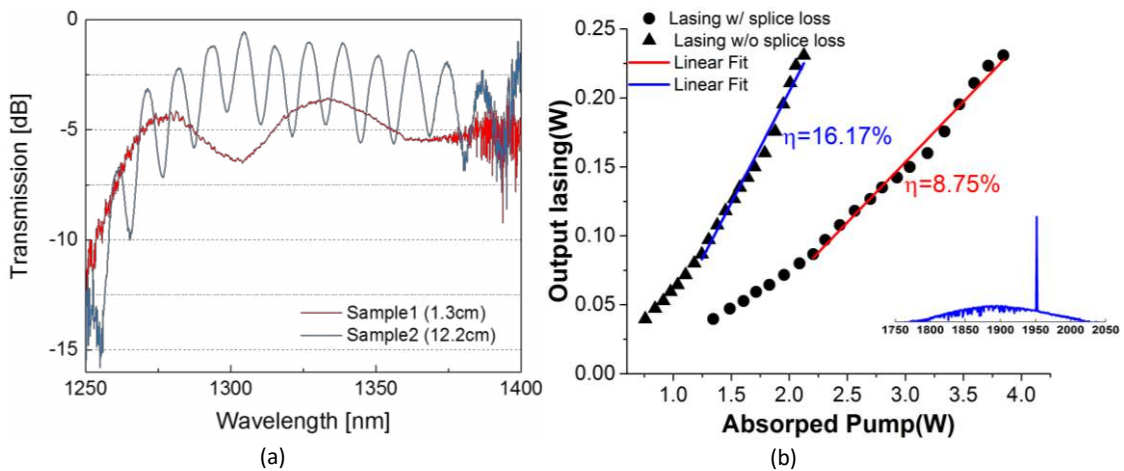 0
-5
-10
-15
Transmission [dB]
Sample1 (1.3cm)
Sample2 (12.2cm)
1250 1300 1350 1400
Wavelength [nm]
(a)
0.25
0.20
0.15
0.10
0.05
0.00
Output lasing(W)
Lasing w/ splice loss
Lasing w/o splice loss
Linear Fit
Linear Fit
η=16.17%
η=8.75%
1750 1800 1850 1900 1950 2000 2050
1.0 1.5 2.0 2.5 3.0 3.5 4.0
Absorped Pump(W)
(b)